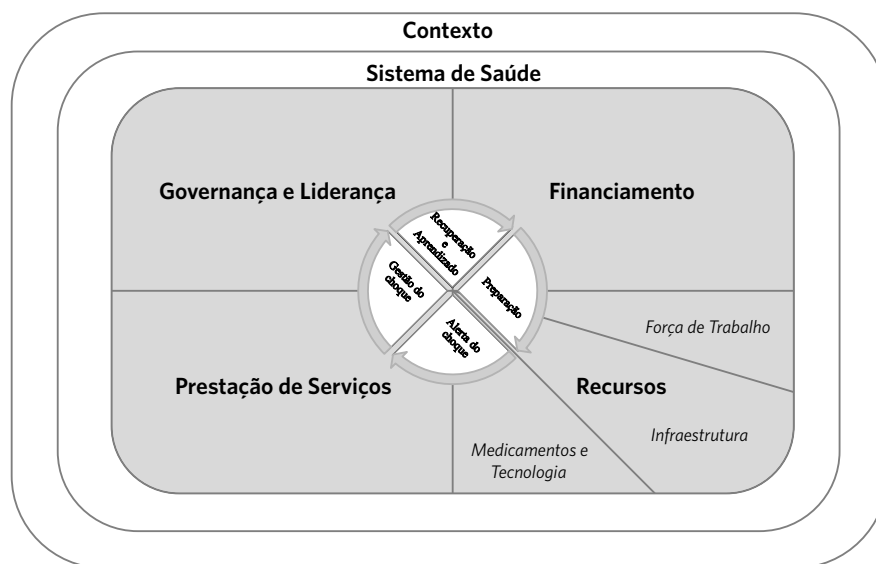 Contexto
Sistema de Saúde
Governança e Liderança
Financiamento
Recuperação
e
Aprendizado
Gestão do
choque
Preparação
Alerta do
choque
Força de Trabalho
Prestação de Serviços
Recursos
Infraestrutura
Medicamentos e
Tecnologia